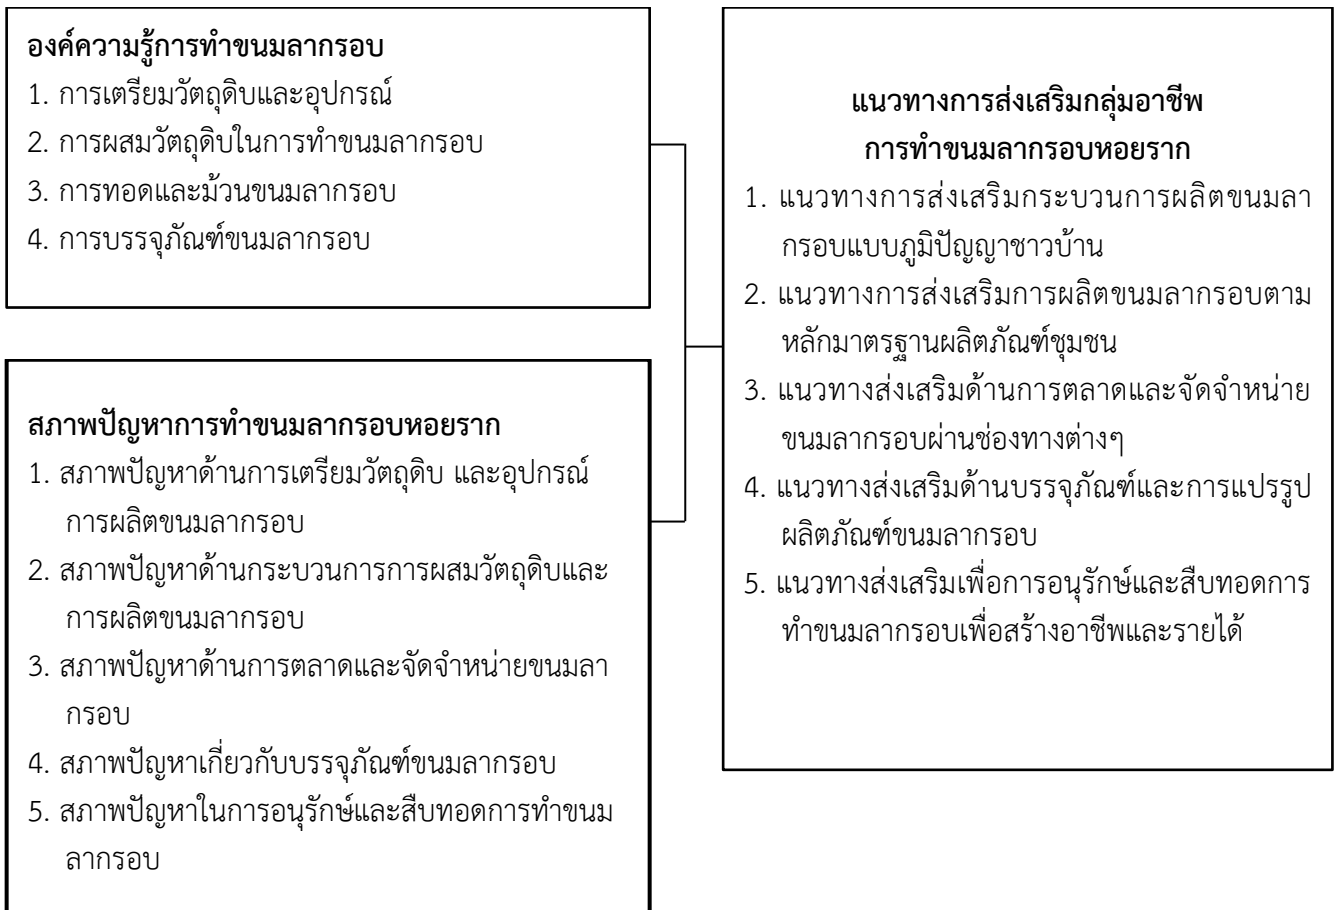 องค์ความรู้การทำขนมลากรอบ
1. การเตรียมวัตถุดิบและอุปกรณ์
2. การผสมวัตถุดิบในการทำขนมลากรอบ
3. การทอดและม้วนขนมลากรอบ
4. การบรรจุภัณฑ์ขนมลากรอบ
สภาพปัญหาการทำขนมลากรอบหอยราก
1. สภาพปัญหาด้านการเตรียมวัตถุดิบ และอุปกรณ์
การผลิตขนมลากรอบ
2. สภาพปัญหาด้านกระบวนการการผสมวัตถุดิบและ
การผลิตขนมลากรอบ
3. สภาพปัญหาด้านการตลาดและจัดจำหน่ายขนมลา
กรอบ
4. สภาพปัญหาเกี่ยวกับบรรจุภัณฑ์ขนมลากรอบ
5. สภาพปัญหาในการอนุรักษ์และสืบทอดการทำขนม
ลากรอบ
แนวทางการส่งเสริมกลุ่มอาชีพ
การทำขนมลากรอบหอยราก
1. แนวทางการส่งเสริมกระบวนการผลิตขนมลา
กรอบแบบภูมิปัญญาชาวบ้าน
2. แนวทางการส่งเสริมการผลิตขนมลากรอบตาม
หลักมาตรฐานผลิตภัณฑ์ชุมชน
3. แนวทางส่งเสริมด้านการตลาดและจัดจำหน่าย
ขนมลากรอบผ่านช่องทางต่างๆ
4. แนวทางส่งเสริมด้านบรรจุภัณฑ์และการแปรรูป
ผลิตภัณฑ์ขนมลากรอบ
5. แนวทางส่งเสริมเพื่อการอนุรักษ์และสืบทอดการ
ทำขนมลากรอบเพื่อสร้างอาชีพและรายได้